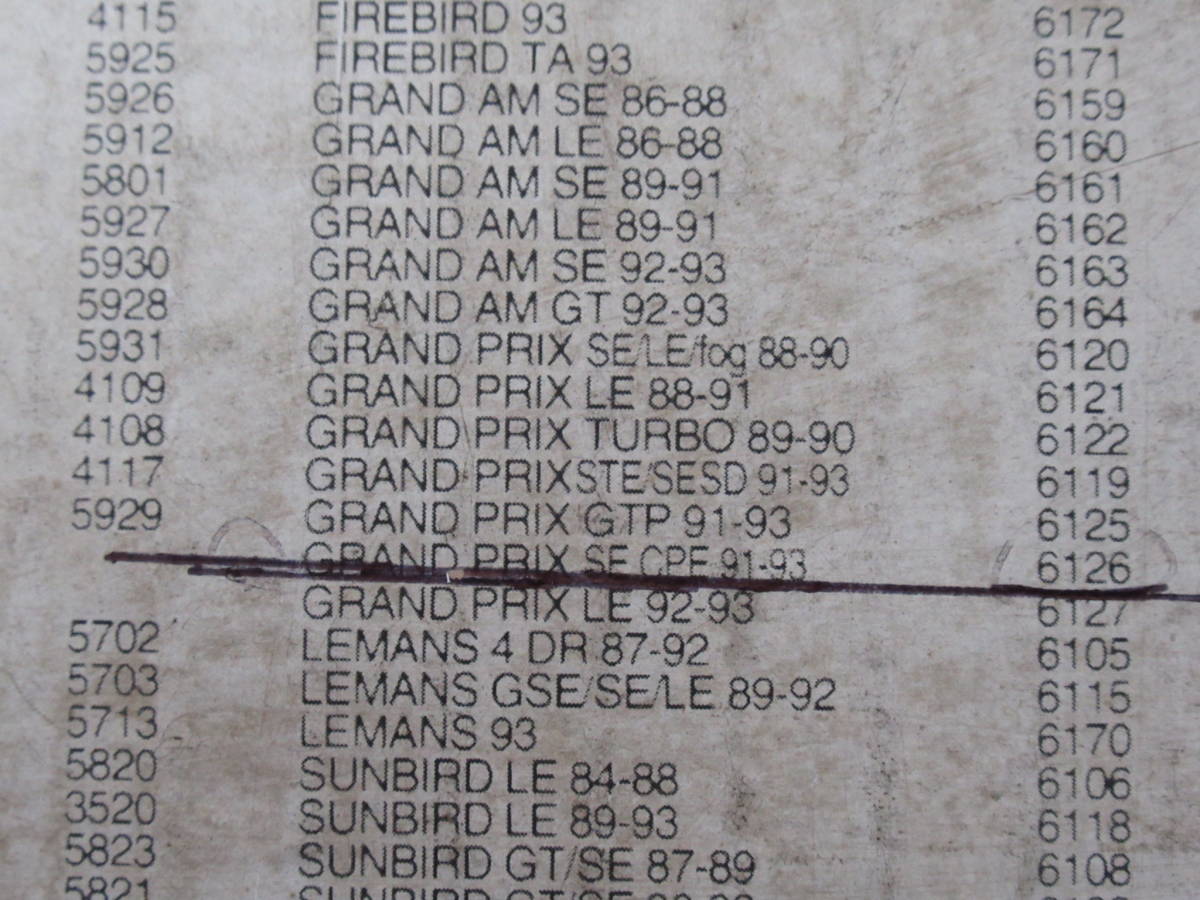 4115 FIREBIRD 93 6172
5925 FIREBIRD TA 93 6171
5926 GRAND AM SE 86-88 6159
5912 GRAND AM LE 86-88 6160
5801 GRAND AM SE 89-91 6161
5927 GRAND AM LE 89-91 6162
5930 GRAND AM SE 92-93 6163
5928 GRAND AM GT 92-93 6164
5931 GRAND PRIX SE/LE/fog 88-90 6120
4109 GRAND PRIX LE 88-91 6121
4108 GRAND PRIX TURBO 89-90 6122
4117 GRAND PRIX STE/SESD 91-93 6119
5929 GRAND PRIX GTP 91-93 6125
GRAND PRIX SE CPE 91-93 6126
GRAND PRIX LE 92-93 6127
5702 LEMANS 4 DR 87-92 6105
5703 LEMANS GSE/SE/LE 89-92 6115
5713 LEMANS 93 6170
5820 SUNBIRD LE 84-88 6106
3520 SUNBIRD LE 89-93 6118
5823 SUNBIRD GT/SE 87-89 6108
5821 SUNBIRD GT/SE